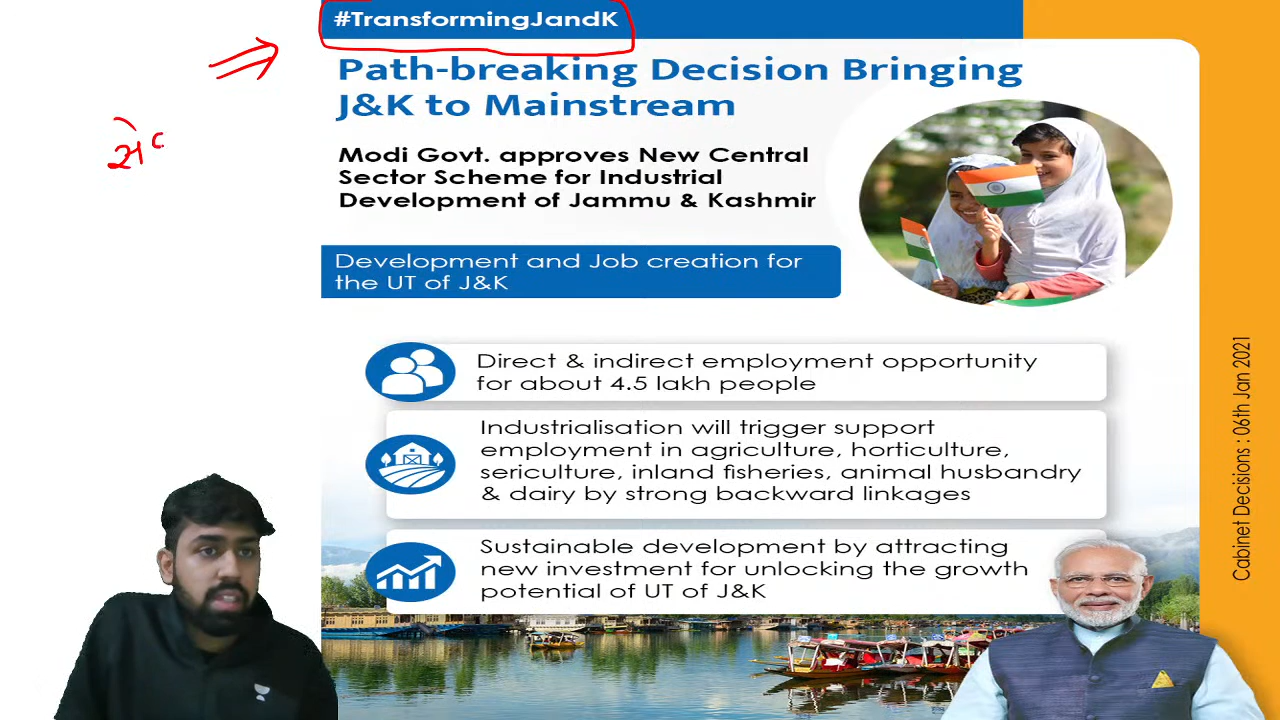 #TransformingJandK
Path-breaking Decision Bringing
J&K to Mainstream
Modi Govt. approves New Central
Sector Scheme for Industrial
Development of Jammu & Kashmir
Development and Job creation for
the UT of J&K
Direct & indirect employment opportunity
for about 4.5 lakh people
Industrialisation will trigger support
employment in agriculture, horticulture,
sericulture, inland fisheries, animal husbandry
& dairy by strong backward linkages
Sustainable development by attracting
new investment for unlocking the growth
potential of UT of J&K
Cabinet Decisions : 06th Jan 2021